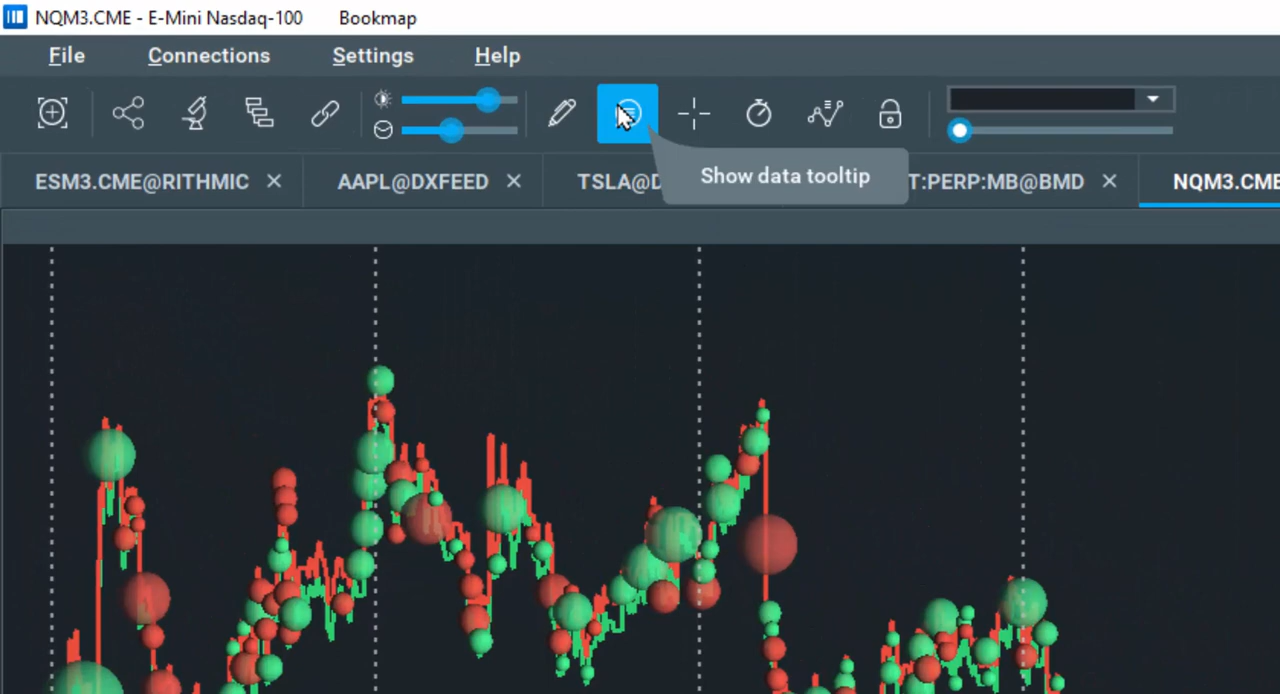 NQM3.CME - E-Mini Nasdaq-100 Bookmap
File Connections Settings Help
Show data tooltip
ESM3.CME@RITHMIC AAPL@DXFEED TSLA@D T:PERP:MB@BMD NQM3.CME